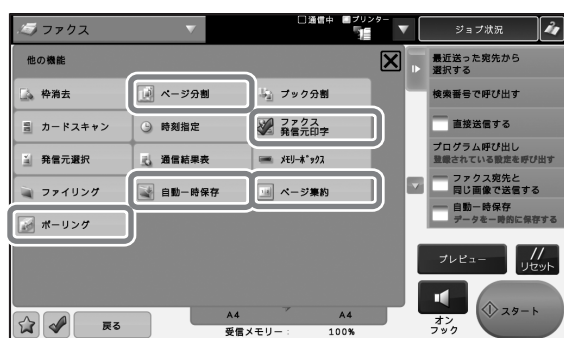 ファクス
□通信中 ■プリンター
ジョブ状況
他の機能
枠消去
ページ分割
ブック分割
カードスキャン
時刻指定
ファクス
発信元印字
発信元選択
通信結果表
メモリーボックス
ファイリング
自動一時保存
ページ集約
ポーリング
戻る
A4
A4
受信メモリー： 100%
最近送った宛先から
選択する
検索番号で呼び出す
直接送信する
プログラム呼び出し
登録されている設定を呼び出す
ファクス宛先と
同じ画像で送信する
自動一時保存
データを一時的に保存する
プレビュー
リセット
オン
フック
スタート